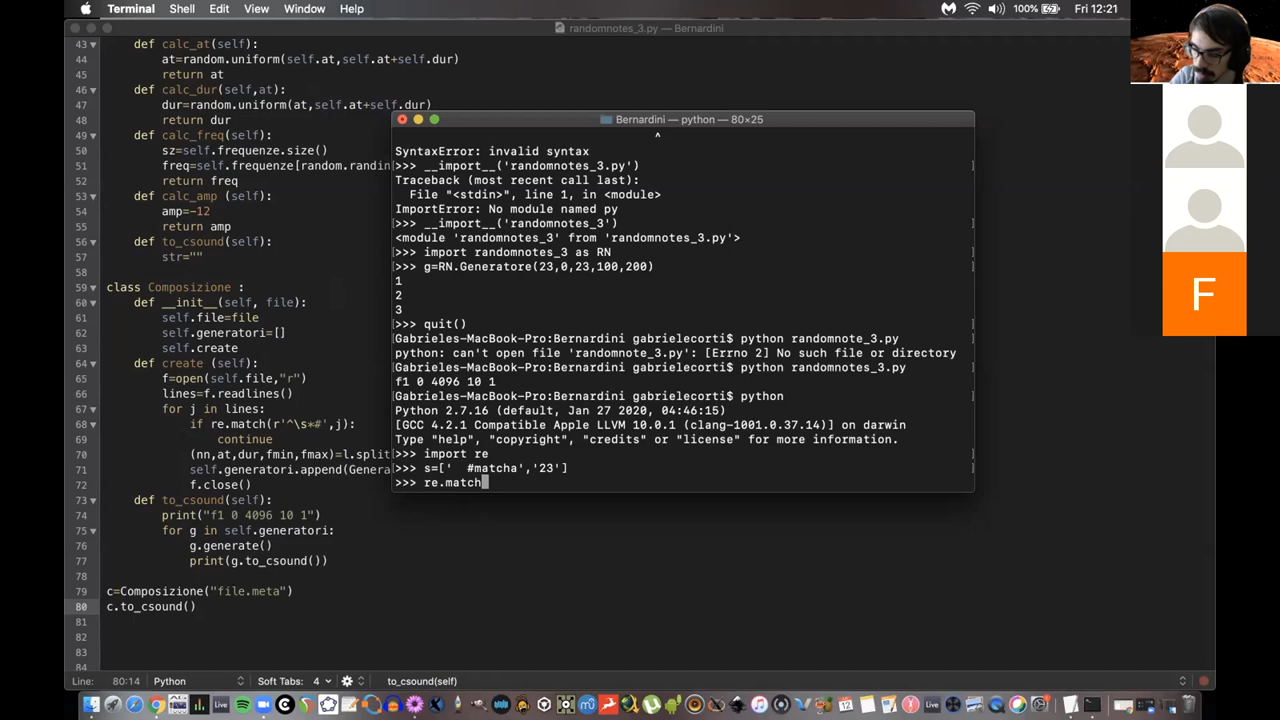 Terminal Shell Edit View Window Help 100% Fri 12:21
randomnotes_3.py — Bernardini
43 def calc_at(self):
44 at=random.uniform(self.at,self.at+self.dur)
45 return at
46 def calc_dur(self,at):
47 dur=random.uniform(at,self.at+self.dur)
48 return dur
49 def calc_freq(self):
50 sz=self.frequenze.size()
51 freq=self.frequenze[random.randin
52 return freq
53 def calc_amp (self):
54 amp=-12
55 return amp
56 def to_csound(self):
57 str=""
58
59 class Composizione :
60 def __init__(self, file):
61 self.file=file
62 self.generatori=[]
63 self.create
64 def create (self):
65 f=open(self.file,"r")
66 lines=f.readlines()
67 for j in lines:
68 if re.match(r'^\s*#',j):
69 continue
70 (nn,at,dur,fmin,fmax)=l.split
71 self.generatori.append(Genera
72 f.close()
73 def to_csound(self):
74 print("f1 0 4096 10 1")
75 for g in self.generatori:
76 g.generate()
77 print(g.to_csound())
78
79 c=Composizione("file.meta")
80 c.to_csound()
81
82
83
84
Bernardini — python — 80×25
^
SyntaxError: invalid syntax
>>> __import__('randomnotes_3.py')
Traceback (most recent call last):
File "<stdin>", line 1, in <module>
ImportError: No module named py
>>> __import__('randomnotes_3')
<module 'randomnotes_3' from 'randomnotes_3.py'>
>>> import randomnotes_3 as RN
>>> g=RN.Generatore(23,0,23,100,200)
1
2
3
>>> quit()
Gabrieles-MacBook-Pro:Bernardini gabrielecorti$ python randomnote_3.py
python: can't open file 'randomnote_3.py': [Errno 2] No such file or directory
Gabrieles-MacBook-Pro:Bernardini gabrielecorti$ python randomnotes_3.py
f1 0 4096 10 1
Gabrieles-MacBook-Pro:Bernardini gabrielecorti$ python
Python 2.7.16 (default, Jan 27 2020, 04:46:15)
[GCC 4.2.1 Compatible Apple LLVM 10.0.1 (clang-1001.0.37.14)] on darwin
Type "help", "copyright", "credits" or "license" for more information.
>>> import re
>>> s=['   #matcha','23']
>>> re.match
F
Line: 80:14 Python Soft Tabs: 4 to_csound(self)